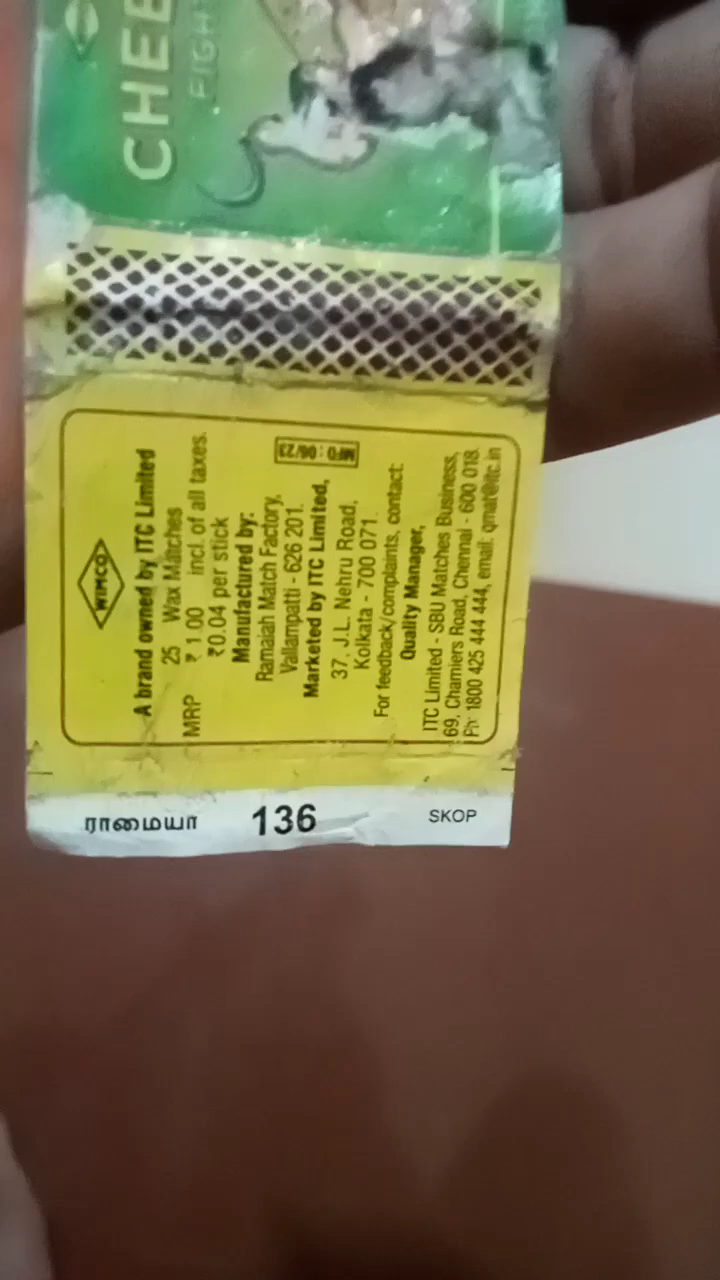 CHEE
FIGH
WIMCO
A brand owned by ITC Limited
25 Wax Matches
MRP ₹ 1.00 incl. of all taxes.
₹0.04 per stick
Manufactured by:
Ramaiah Match Factory,
Vallampatti - 626 201.
Marketed by ITC Limited,
37, J.L. Nehru Road,
Kolkata - 700 071.
For feedback/complaints, contact:
Quality Manager,
ITC Limited - SBU Matches Business,
69, Chamiers Road, Chennai - 600 018.
Ph: 1800 425 444 444, email: qmat@itc.in
MFD : 06/23
ராமையா 136 SKOP